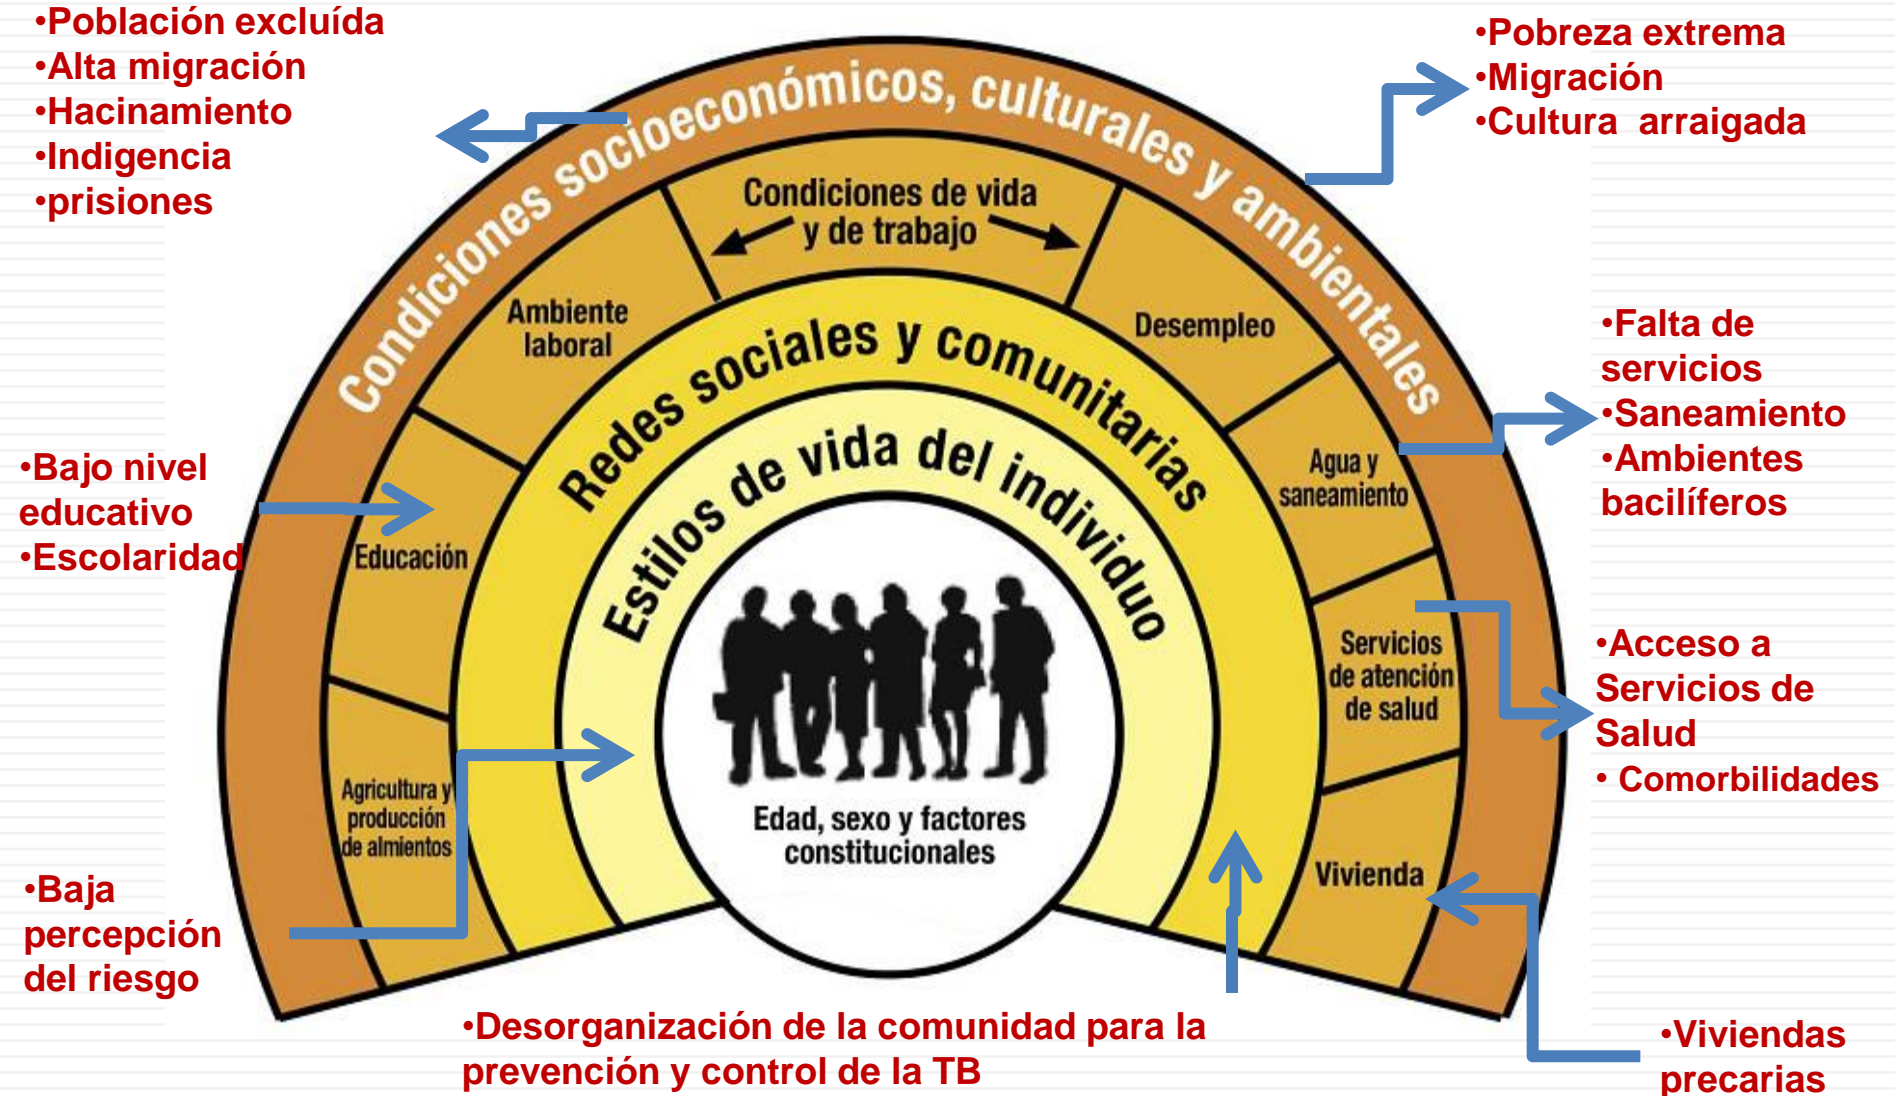 •Población excluída
•Alta migración
•Hacinamiento
•Indigencia
•prisiones
•Pobreza extrema
•Migración
•Cultura arraigada
Condiciones socioeconómicos, culturales y ambientales
Condiciones de vida
y de trabajo
Ambiente
laboral
Desempleo
Redes sociales y comunitarias
Estilos de vida del individuo
•Falta de
servicios
•Saneamiento
•Ambientes
bacilíferos
•Bajo nivel
educativo
•Escolaridad
Educación
Agua y
saneamiento
Servicios
de atención
de salud
•Acceso a
Servicios de
Salud
• Comorbilidades
Agricultura y
producción
de almientos
Edad, sexo y factores
constitucionales
Vivienda
•Baja
percepción
del riesgo
•Desorganización de la comunidad para la
prevención y control de la TB
•Viviendas
precarias